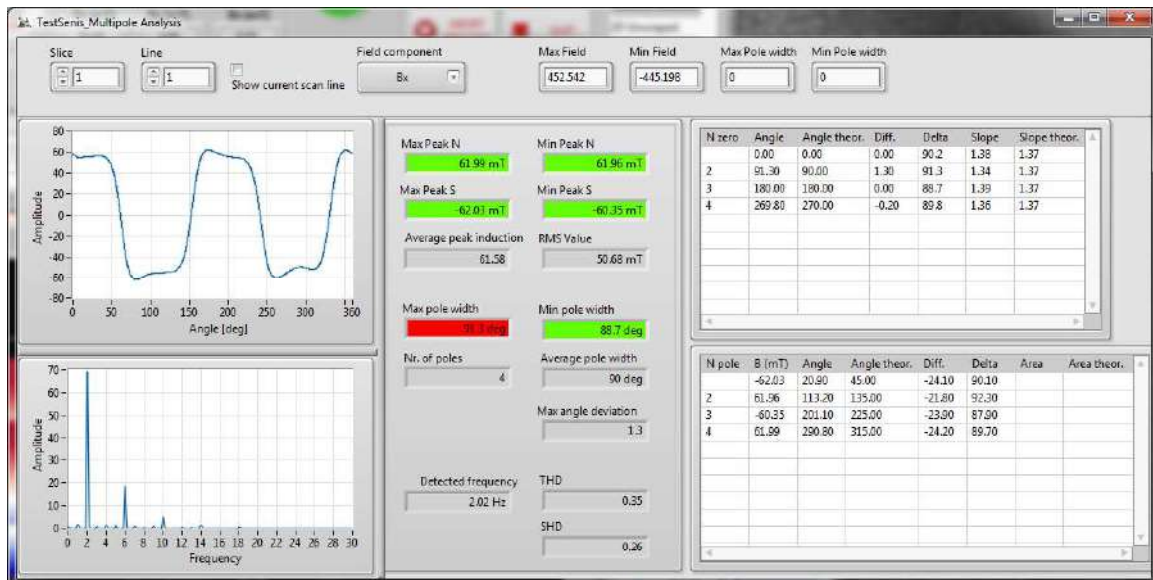 TestSenis_Multipole Analysis
Slice Line Field component Max Field Min Field Max Pole width Min Pole width
1 1 Show current scan line Bx 452.542 -445.198 0 0
80
60
40
20
0
-20
-40
-60
-80
Amplitude
0 50 100 150 200 250 300 360
Angle [deg]
70
60
50
40
30
20
10
0
Amplitude
0 2 4 6 8 10 12 14 16 18 20 22 24 26 28 30
Frequency
Max Peak N Min Peak N
61.99 mT 61.96 mT
Max Peak S Min Peak S
-62.03 mT -60.35 mT
Average peak induction RMS Value
61.58 50.68 mT
Max pole width Min pole width
91.3 deg 88.7 deg
Nr. of poles Average pole width
4 90 deg
Max angle deviation
1.3
Detected frequency THD
2.02 Hz 0.35
SHD
0.26
N zero Angle Angle theor. Diff. Delta Slope Slope theor.
0.00 0.00 0.00 90.2 1.38 1.37
2 91.30 90.00 1.30 91.3 1.34 1.37
3 180.00 180.00 0.00 88.7 1.39 1.37
4 269.80 270.00 -0.20 89.8 1.36 1.37
N pole B (mT) Angle Angle theor. Diff. Delta Area Area theor.
-62.03 20.90 45.00 -24.10 90.10
2 61.96 113.20 135.00 -21.80 92.30
3 -60.35 201.10 225.00 -23.90 87.90
4 61.99 290.80 315.00 -24.20 89.70